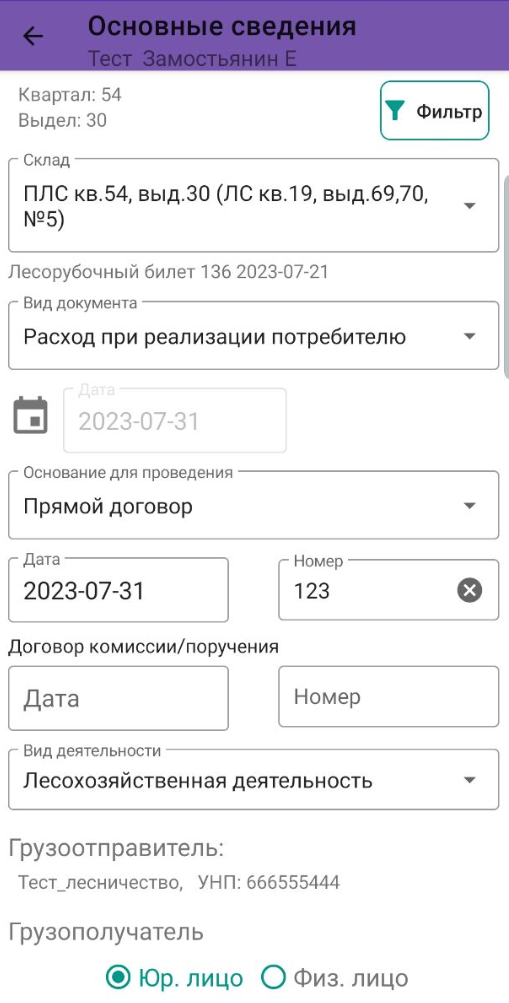 Основные сведения
Тест Замостьянин Е
Квартал: 54
Выдел: 30
Фильтр
Склад
ПЛС кв.54, выд.30 (ЛС кв.19, выд.69,70,
№5)
Лесорубочный билет 136 2023-07-21
Вид документа
Расход при реализации потребителю
Дата
2023-07-31
Основание для проведения
Прямой договор
Дата
2023-07-31
Номер
123
Договор комиссии/поручения
Дата
Номер
Вид деятельности
Лесохозяйственная деятельность
Грузоотправитель:
Тест_лесничество, УНП: 666555444
Грузополучатель
Юр. лицо
Физ. лицо